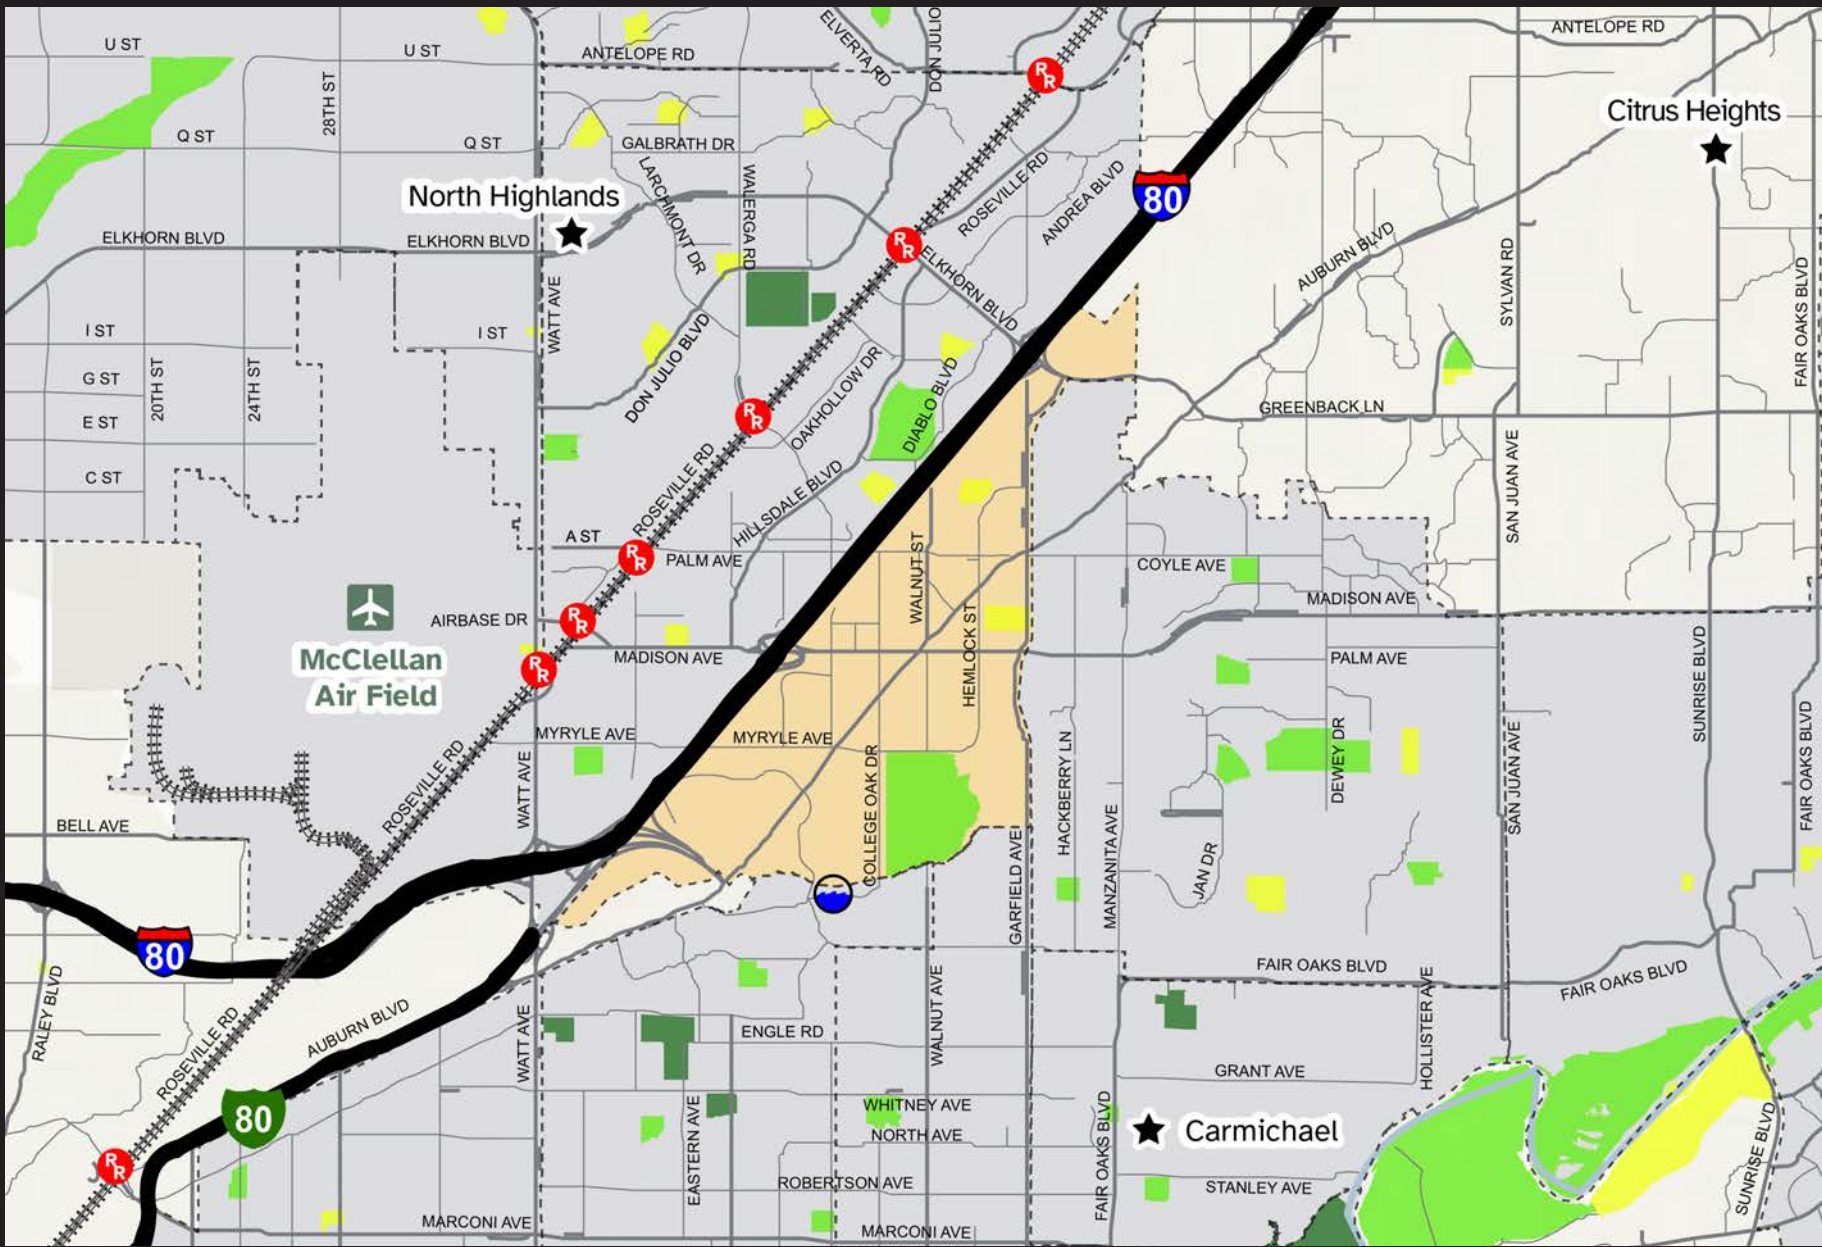 U ST
U ST
ANTELOPE RD
ELVERTA RD
DON JULIO
ANTELOPE RD
28TH ST
Q ST
Q ST
GALBRATH DR
R
R
Citrus Heights
North Highlands
LARCHMONT DR
WALERGA RD
ROSEVILLE RD
ANDREA BLVD
80
ELKHORN BLVD
ELKHORN BLVD
R
R
ELKHORN BLVD
AUBURN BLVD
SYLVAN RD
FAIR OAKS BLVD
WATT AVE
I ST
I ST
DON JULIO BLVD
G ST
20TH ST
24TH ST
E ST
OAKHOLLOW DR
DIABLO BLVD
GREENBACK LN
R
R
C ST
ROSEVILLE RD
HILLSDALE BLVD
SAN JUAN AVE
A ST
R
R
PALM AVE
WALNUT ST
COYLE AVE
MADISON AVE
AIRBASE DR
R
R
HEMLOCK ST
McClellan
Air Field
R
R
MADISON AVE
PALM AVE
SUNRISE BLVD
MYRYLE AVE
MYRYLE AVE
ROSEVILLE RD
WATT AVE
COLLEGE OAK DR
HACKBERRY LN
DEWEY DR
SAN JUAN AVE
FAIR OAKS BLVD
BELL AVE
GARFIELD AVE
MANZANITA AVE
JAN DR
80
RALEY BLVD
FAIR OAKS BLVD
FAIR OAKS BLVD
ROSEVILLE RD
AUBURN BLVD
WATT AVE
ENGLE RD
WALNUT AVE
HOLLISTER AVE
GRANT AVE
80
EASTERN AVE
WHITNEY AVE
NORTH AVE
FAIR OAKS BLVD
Carmichael
SUNRISE BLVD
R
R
ROBERTSON AVE
STANLEY AVE
MARCONI AVE
MARCONI AVE